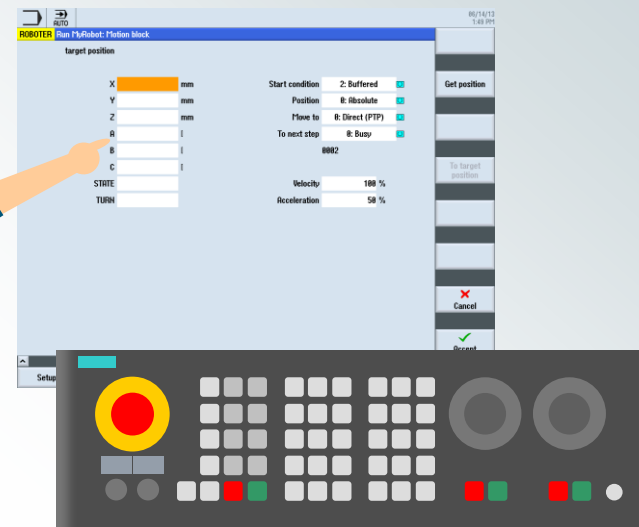 AUTO
06/14/13
1:49 PM
ROBOTER Run MyRobot: Motion block
target position
X mm Start condition 2: Buffered
Y mm Position 0: Absolute
Z mm Move to 0: Direct (PTP)
A [ To next step 0: Busy
B [ 0002
C [
STATE Velocity 100 %
TURN Acceleration 50 %
Get position
To target
position
Cancel
Accept
Setup